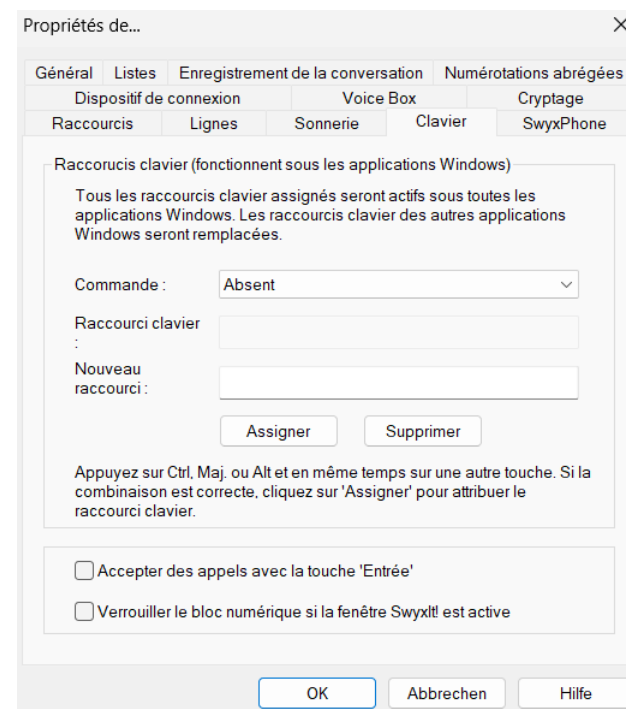 Propriétés de...
Général Listes Enregistrement de la conversation Numérotations abrégées
Dispositif de connexion Voice Box Cryptage
Raccourcis Lignes Sonnerie Clavier SwyxPhone
Raccorucis clavier (fonctionnent sous les applications Windows)
Tous les raccourcis clavier assignés seront actifs sous toutes les
applications Windows. Les raccourcis clavier des autres applications
Windows seront remplacées.
Commande : Absent
Raccourci clavier
:
Nouveau
raccourci :
Assigner Supprimer
Appuyez sur Ctrl, Maj. ou Alt et en même temps sur une autre touche. Si la
combinaison est correcte, cliquez sur 'Assigner' pour attribuer le
raccourci clavier.
Accepter des appels avec la touche 'Entrée'
Verrouiller le bloc numérique si la fenêtre SwyxIt! est active
OK Abbrechen Hilfe